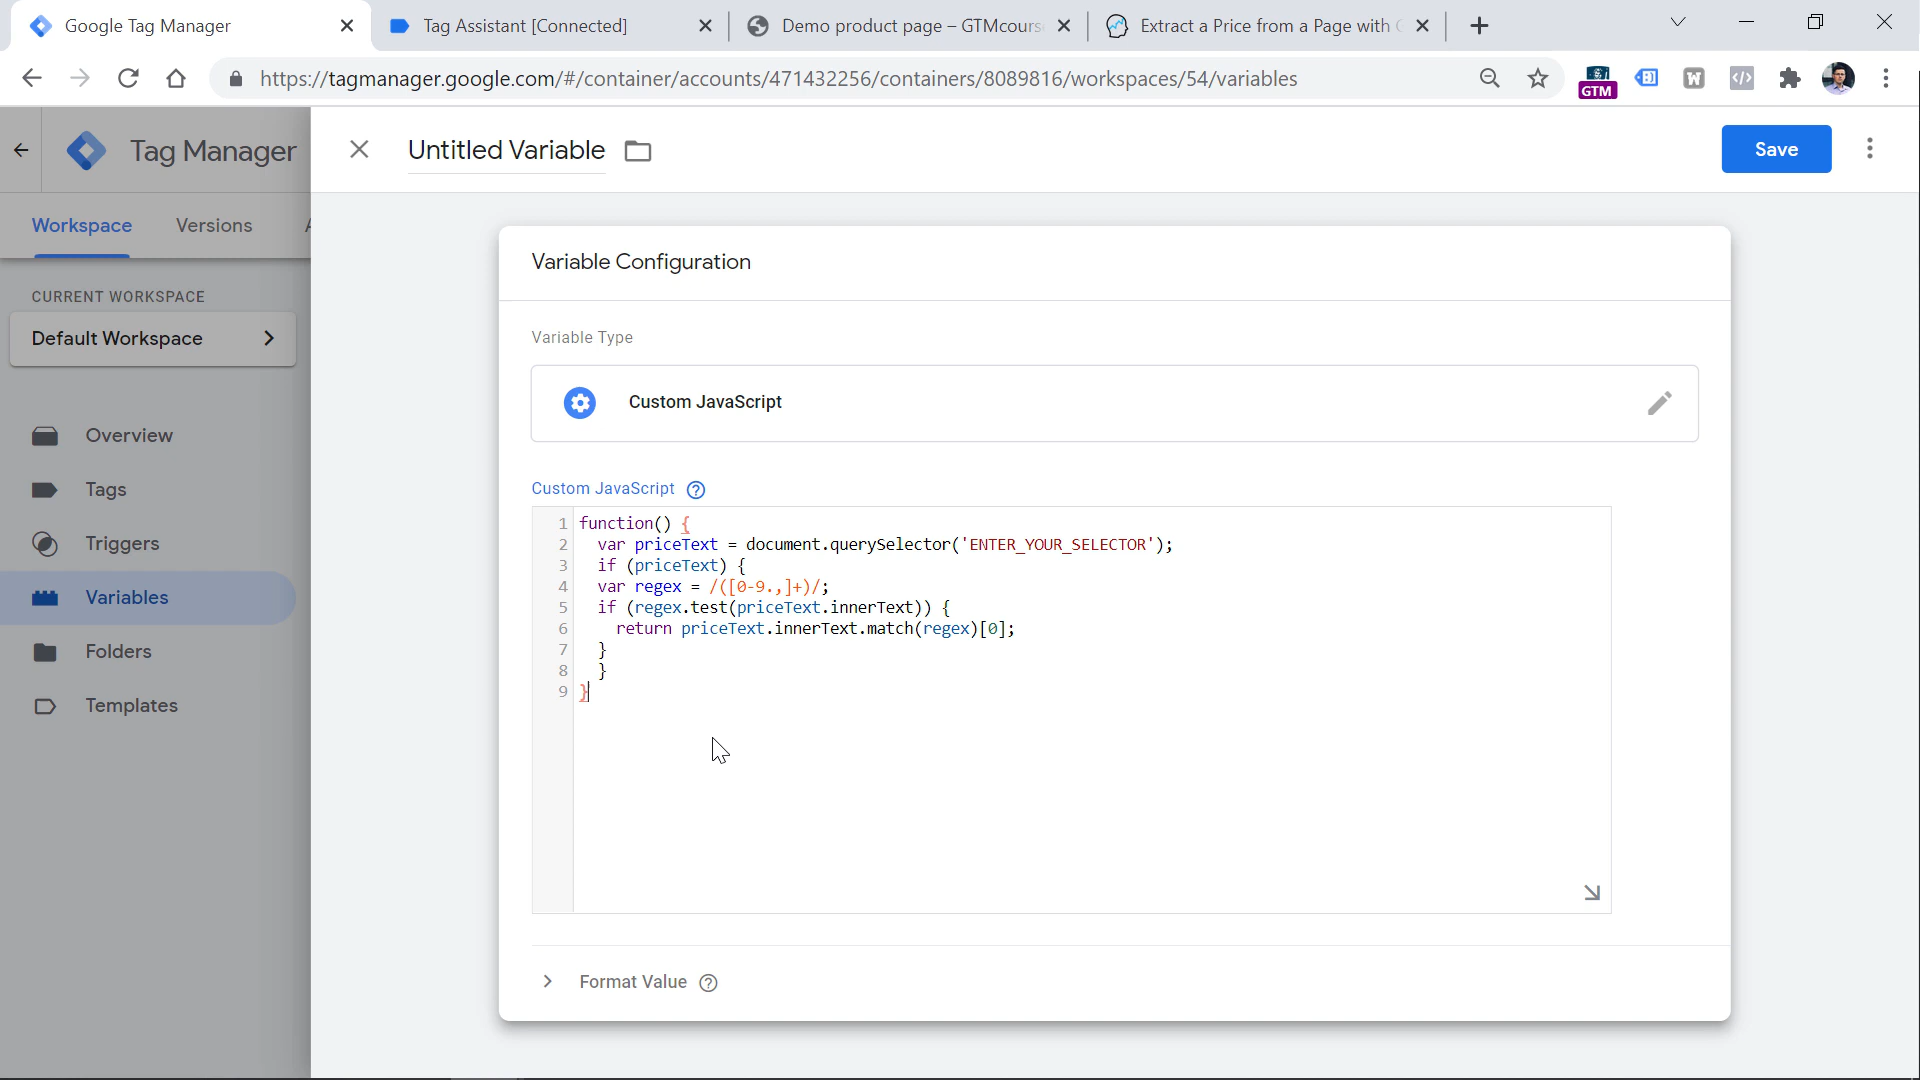 Google Tag Manager
Tag Assistant [Connected]
Demo product page – GTMcours
Extract a Price from a Page with G
https://tagmanager.google.com/#/container/accounts/471432256/containers/8089816/workspaces/54/variables
GTM
Tag Manager
Untitled Variable
Save
Workspace
Versions
CURRENT WORKSPACE
Default Workspace
Overview
Tags
Triggers
Variables
Folders
Templates
Variable Configuration
Variable Type
Custom JavaScript
Custom JavaScript
1 function() {
2 var priceText = document.querySelector('ENTER_YOUR_SELECTOR');
3 if (priceText) {
4 var regex = /([0-9.,]+)/;
5 if (regex.test(priceText.innerText)) {
6 return priceText.innerText.match(regex)[0];
7 }
8 }
9 }
Format Value